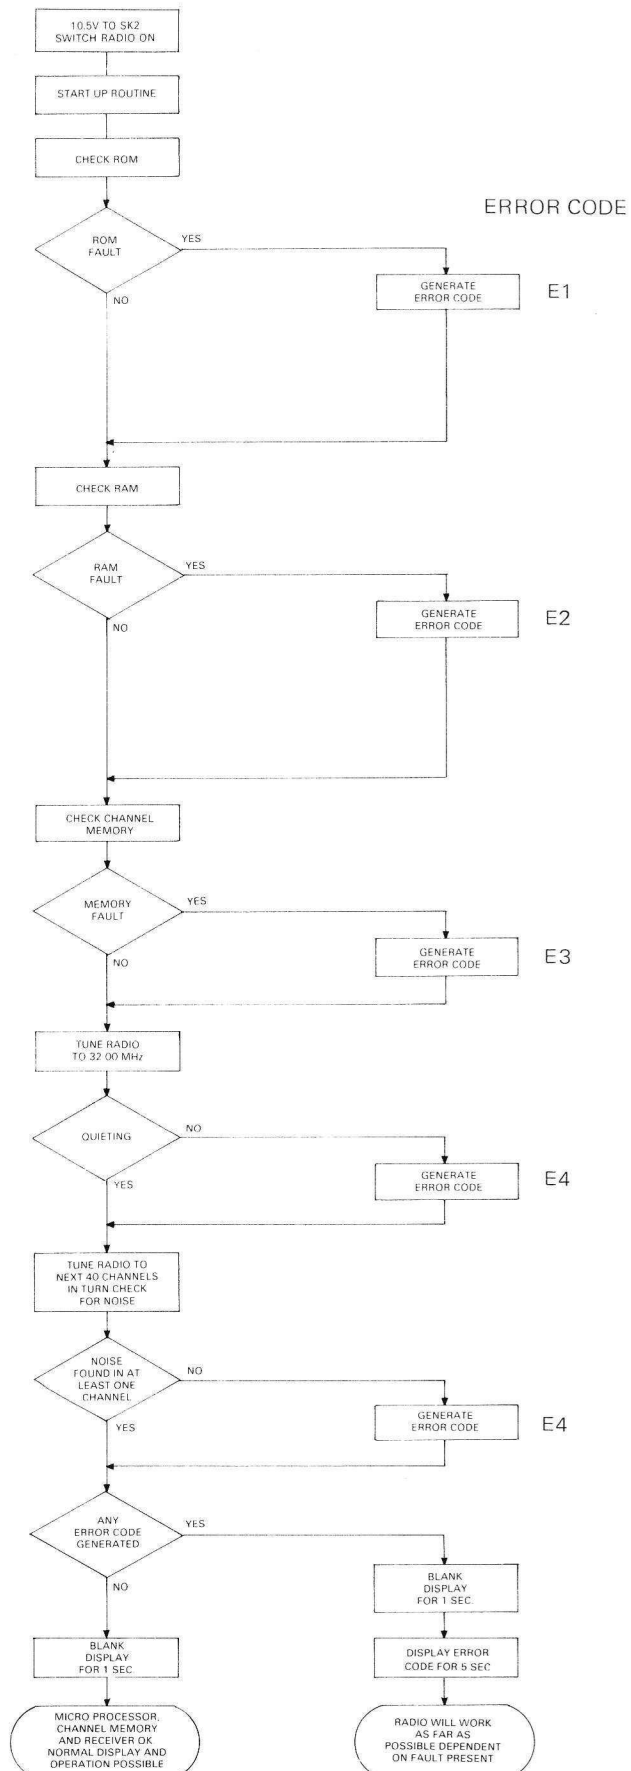 10.5V TO SK2
SWITCH RADIO ON
START UP ROUTINE
CHECK ROM
ERROR CODE
ROM
FAULT
YES
NO
GENERATE
ERROR CODE
E1
CHECK RAM
RAM
FAULT
YES
NO
GENERATE
ERROR CODE
E2
CHECK CHANNEL
MEMORY
MEMORY
FAULT
YES
NO
GENERATE
ERROR CODE
E3
TUNE RADIO
TO 32 00 MHz
QUIETING
NO
YES
GENERATE
ERROR CODE
E4
TUNE RADIO TO
NEXT 40 CHANNELS
IN TURN CHECK
FOR NOISE
NOISE
FOUND IN AT
LEAST ONE
CHANNEL
NO
YES
GENERATE
ERROR CODE
E4
ANY
ERROR CODE
GENERATED
YES
NO
BLANK
DISPLAY
FOR 1 SEC.
BLANK
DISPLAY
FOR 1 SEC
DISPLAY ERROR
CODE FOR 5 SEC
MICRO PROCESSOR,
CHANNEL MEMORY
AND RECEIVER OK
NORMAL DISPLAY AND
OPERATION POSSIBLE
RADIO WILL WORK
AS FAR AS
POSSIBLE DEPENDENT
ON FAULT PRESENT